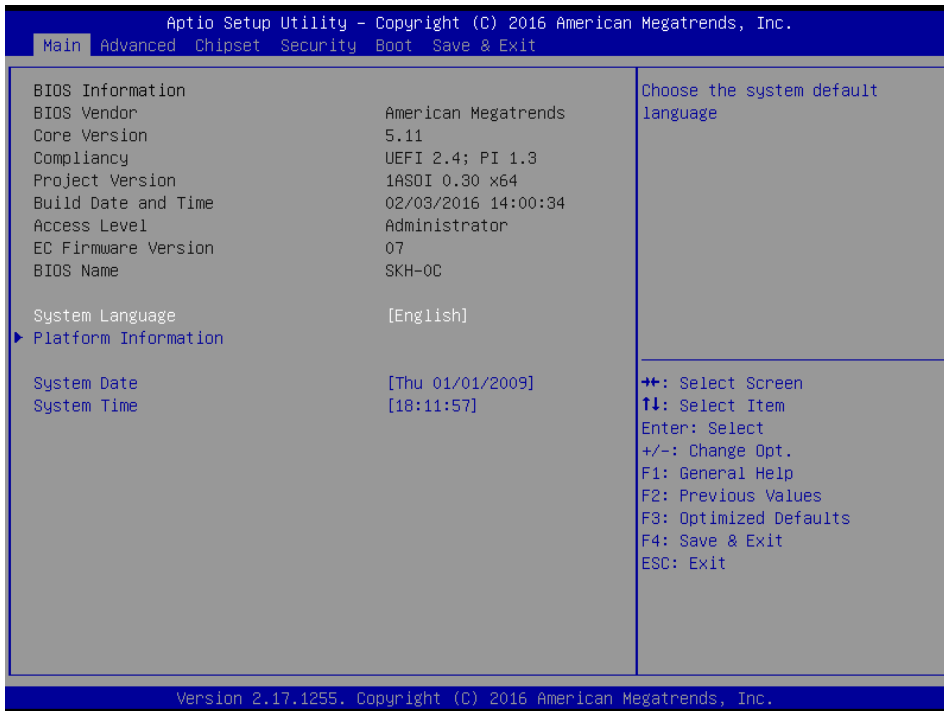 Aptio Setup Utility – Copyright (C) 2016 American Megatrends, Inc.
Main Advanced Chipset Security Boot Save & Exit
BIOS Information
BIOS Vendor American Megatrends
Core Version 5.11
Compliancy UEFI 2.4; PI 1.3
Project Version 1ASOI 0.30 x64
Build Date and Time 02/03/2016 14:00:34
Access Level Administrator
EC Firmware Version 07
BIOS Name SKH-0C
System Language [English]
Platform Information
System Date [Thu 01/01/2009]
System Time [18:11:57]
Choose the system default
language
→←: Select Screen
↑↓: Select Item
Enter: Select
+/-: Change Opt.
F1: General Help
F2: Previous Values
F3: Optimized Defaults
F4: Save & Exit
ESC: Exit
Version 2.17.1255. Copyright (C) 2016 American Megatrends, Inc.